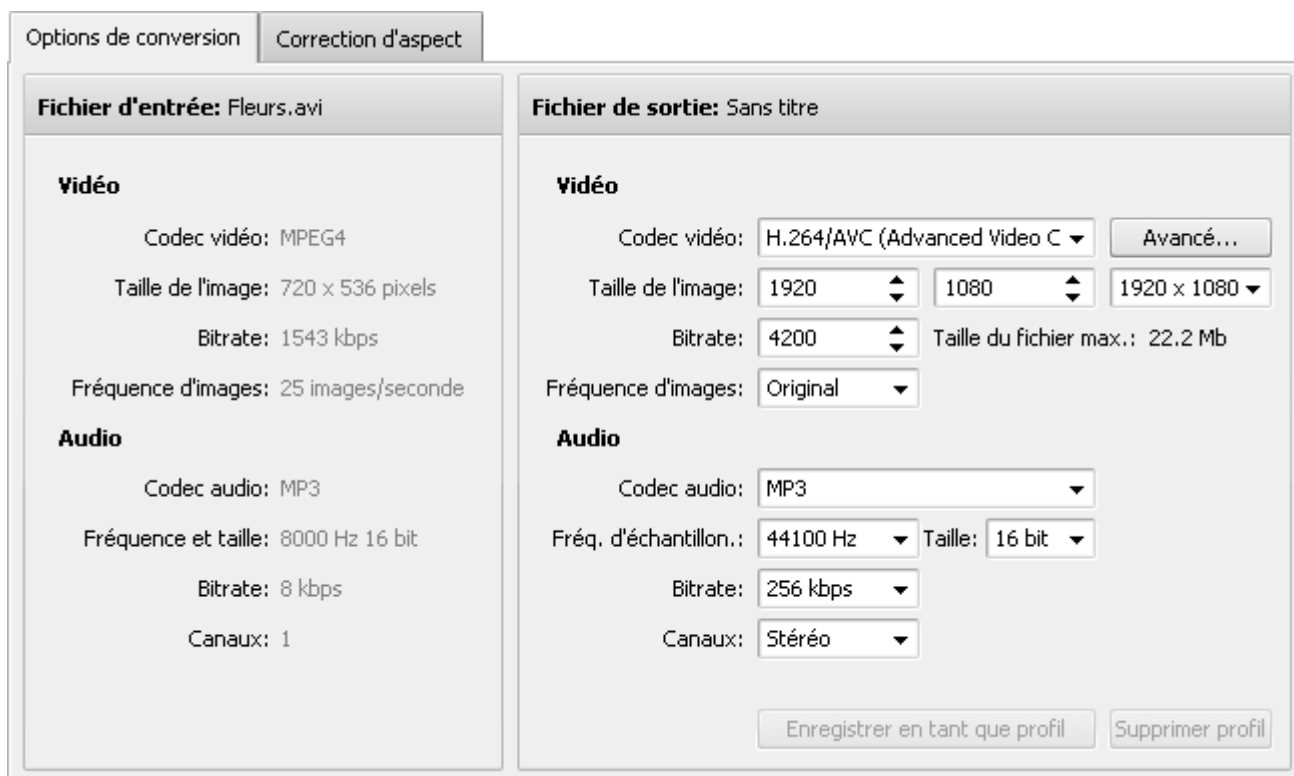 Options de conversion
Correction d'aspect
Fichier d'entrée: Fleurs.avi
Vidéo
Codec vidéo: MPEG4
Taille de l'image: 720 x 536 pixels
Bitrate: 1543 kbps
Fréquence d'images: 25 images/seconde
Audio
Codec audio: MP3
Fréquence et taille: 8000 Hz 16 bit
Bitrate: 8 kbps
Canaux: 1
Fichier de sortie: Sans titre
Vidéo
Codec vidéo: H.264/AVC (Advanced Video C Avancé...
Taille de l'image: 1920 1080 1920 x 1080
Bitrate: 4200 Taille du fichier max.: 22.2 Mb
Fréquence d'images: Original
Audio
Codec audio: MP3
Fréq. d'échantillon.: 44100 Hz Taille: 16 bit
Bitrate: 256 kbps
Canaux: Stéréo
Enregistrer en tant que profil Supprimer profil